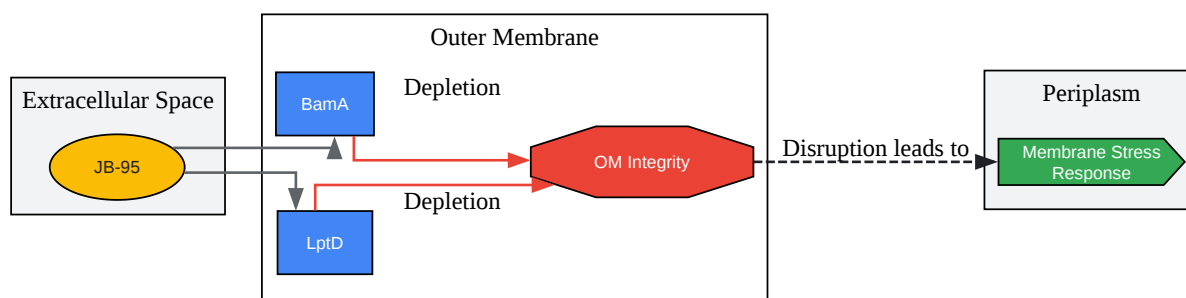 Extracellular Space
JB-95
Outer Membrane
BamA
Depletion
LptD
Depletion
OM Integrity
Disruption leads to
Periplasm
Membrane Stress
Response